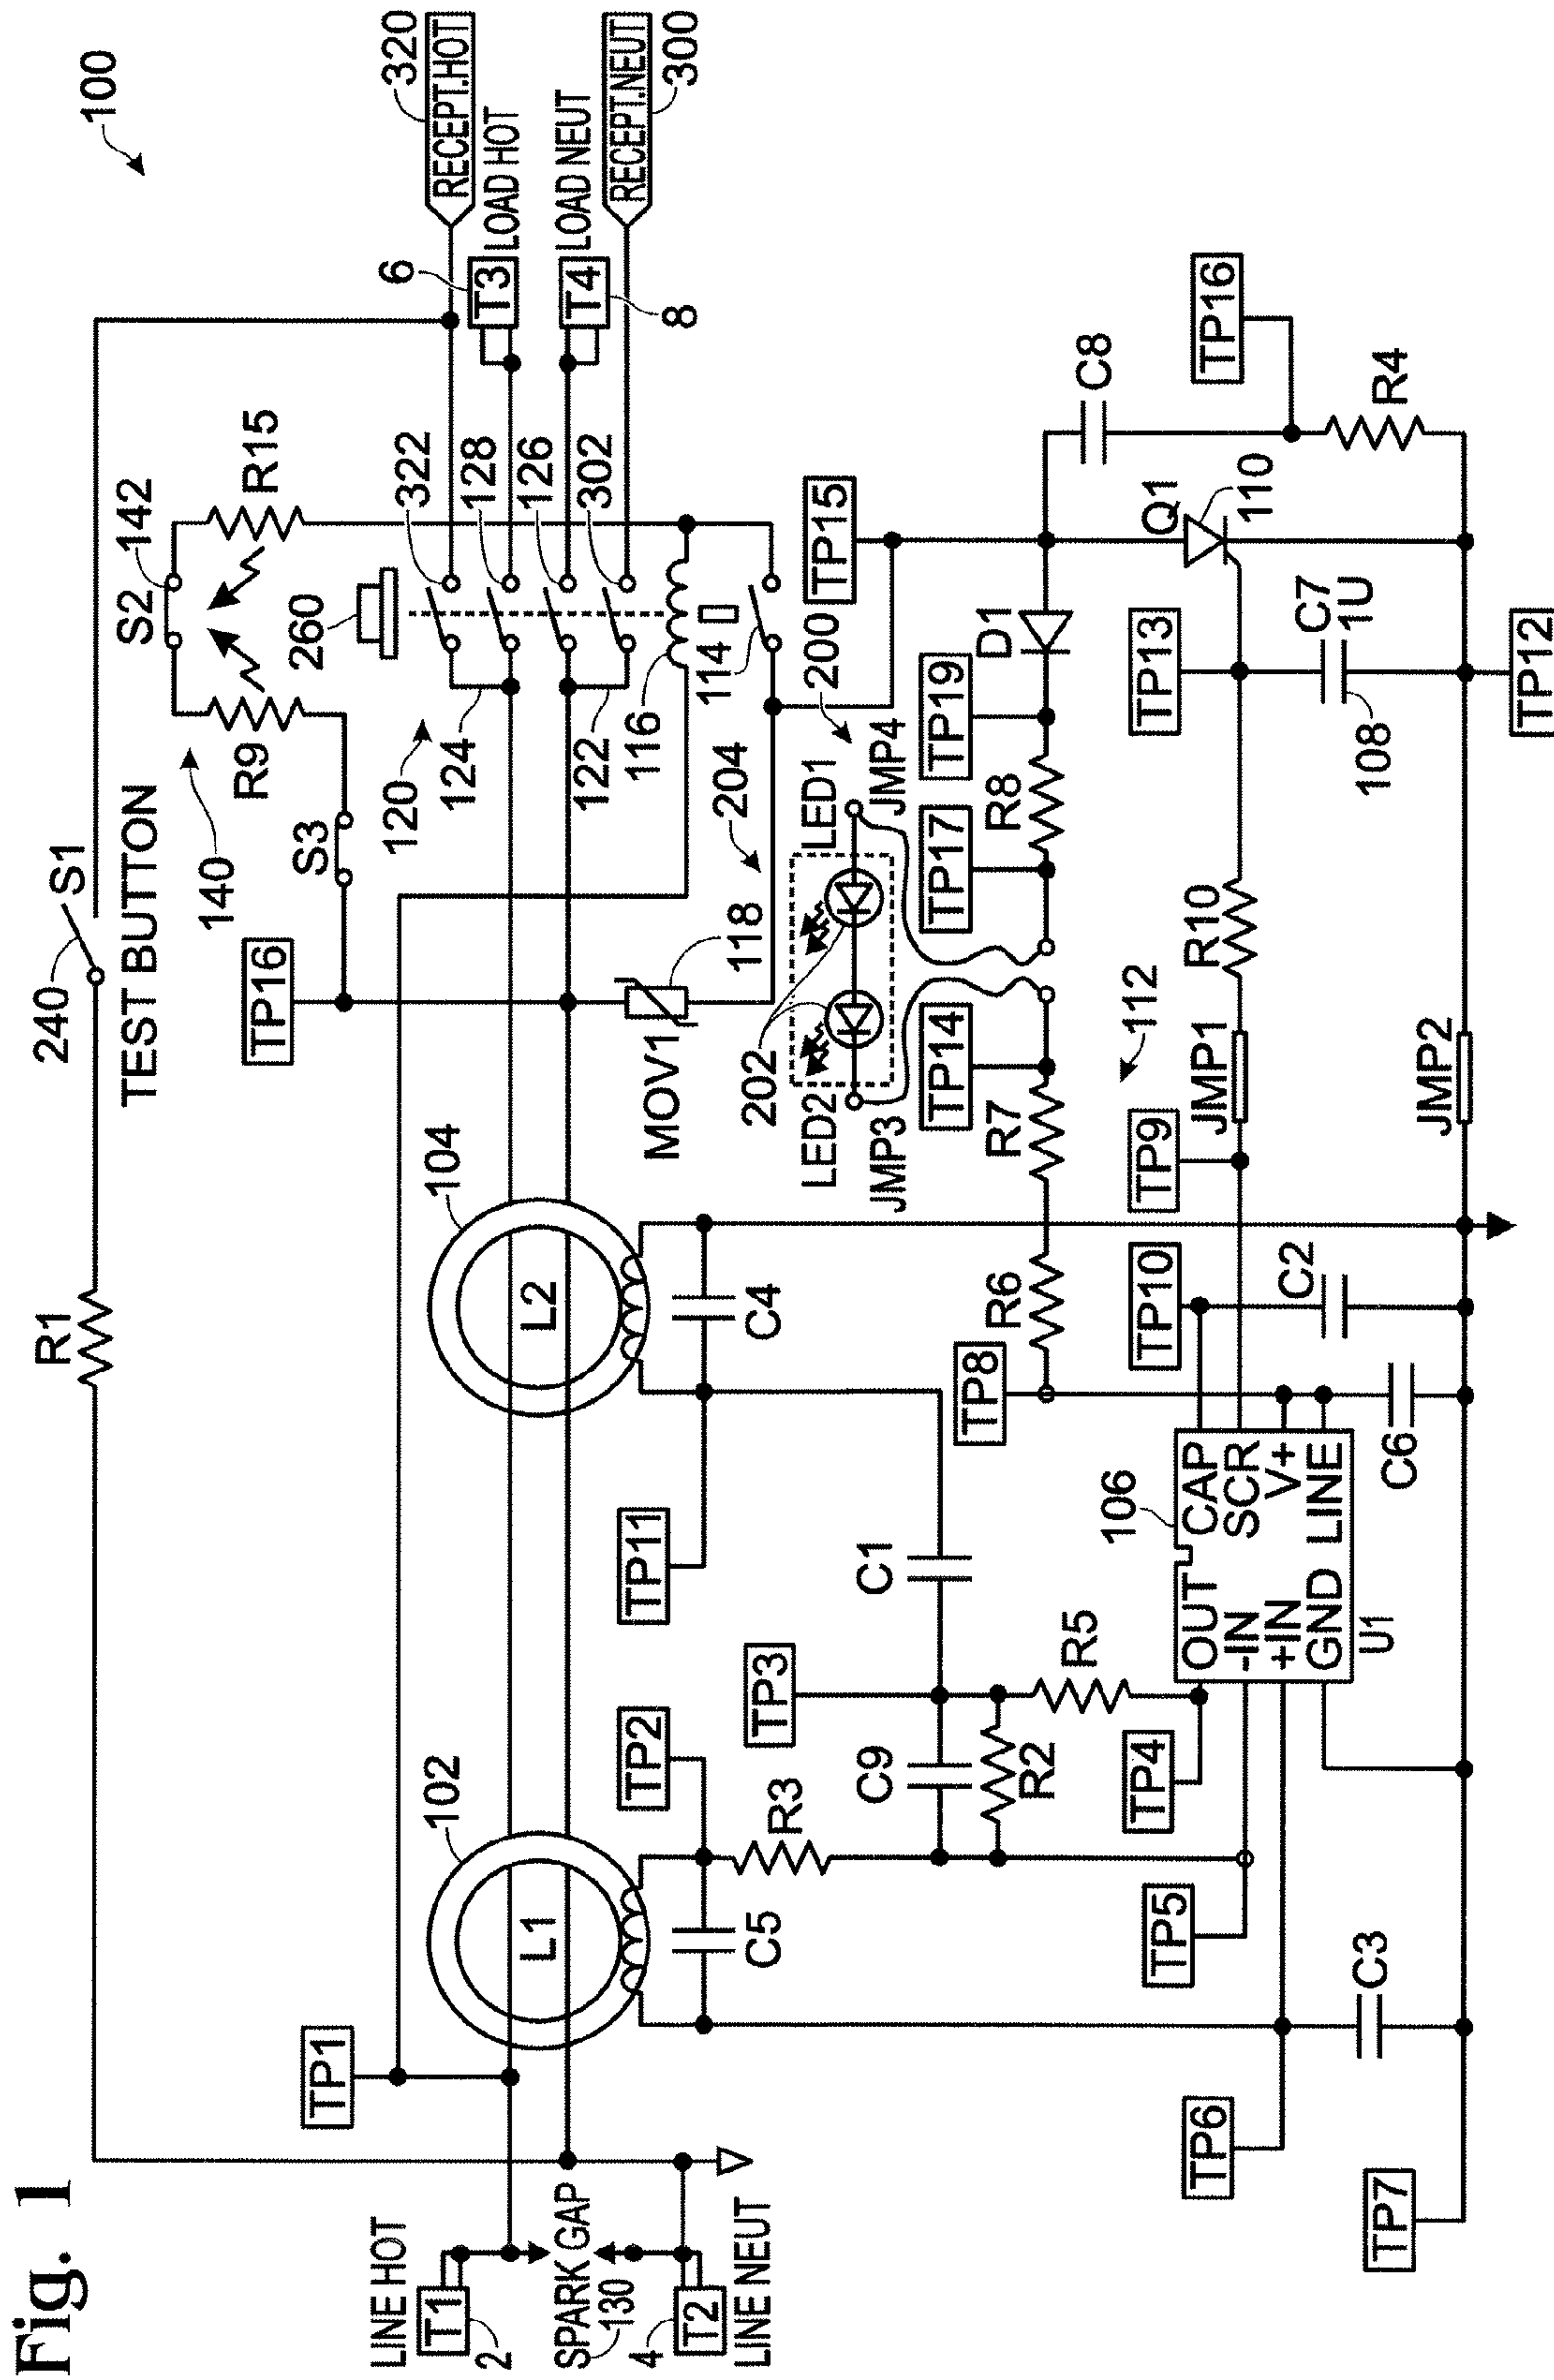 Fig. 1
100
R1
240
S1
TEST BUTTON
S2
142
R9
R15
140
S3
260
320
RECEPT.HOT
LOAD HOT
6
T3
LOAD NEUT
T4
8
RECEPT.NEUT
300
322
128
126
302
120
124
122
116
114
TP16
TP1
LINE HOT
T1
2
SPARK GAP
130
4
T2
LINE NEUT
102
L1
104
L2
C5
C4
TP2
TP11
MOV1
118
204
200
202
LED2
LED1
JMP3
JMP4
TP15
R3
TP3
C9
C1
R2
R5
TP8
R6
R7
TP14
TP17
R8
TP19
D1
C8
TP16
R4
Q1
110
TP4
TP5
TP6
TP7
C3
106
OUT
-IN
+IN
GND
CAP
SCR
V+
LINE
U1
TP10
C2
C6
TP9
JMP1
112
R10
TP13
C7
1U
108
JMP2
TP12